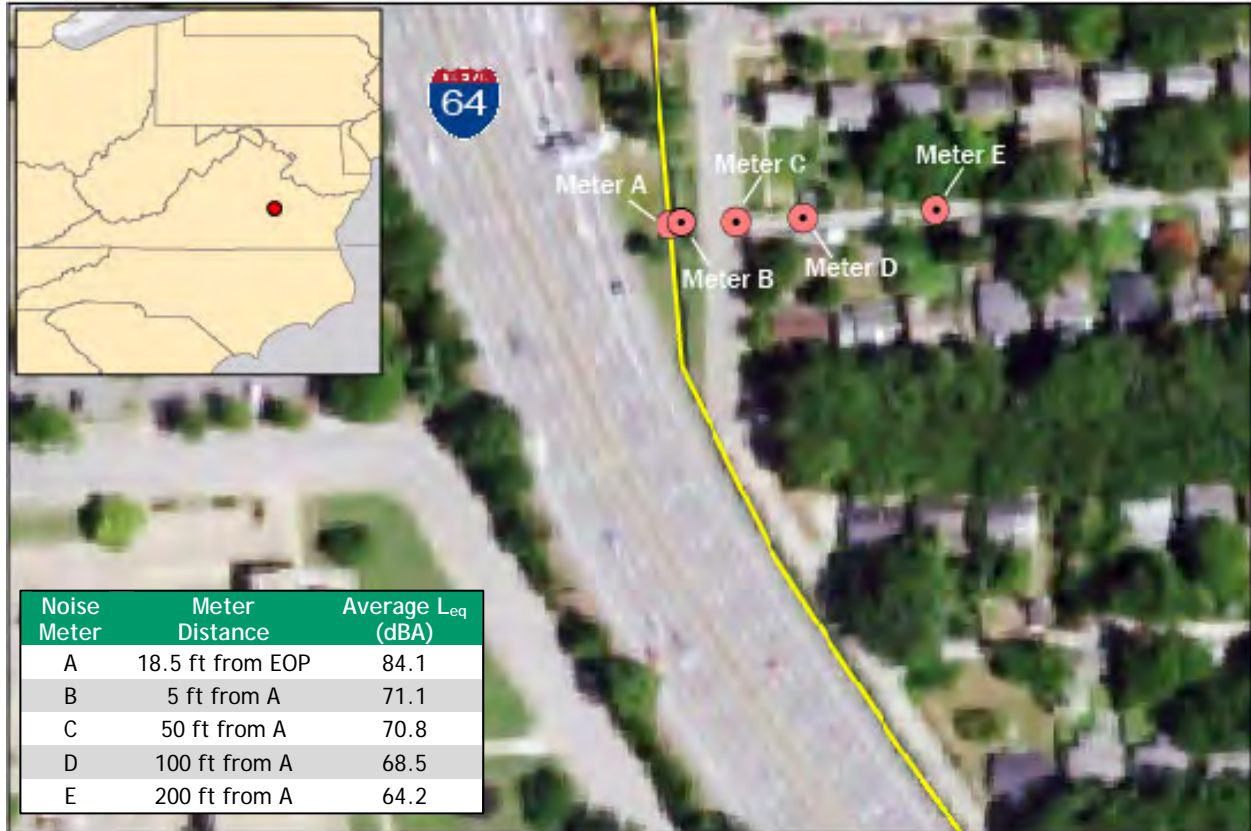 64
Meter A
Meter C
Meter E
Meter B
Meter D
Noise Meter
Meter Distance
Average Leq (dBA)
A 18.5 ft from EOP 84.1
B 5 ft from A 71.1
C 50 ft from A 70.8
D 100 ft from A 68.5
E 200 ft from A 64.2